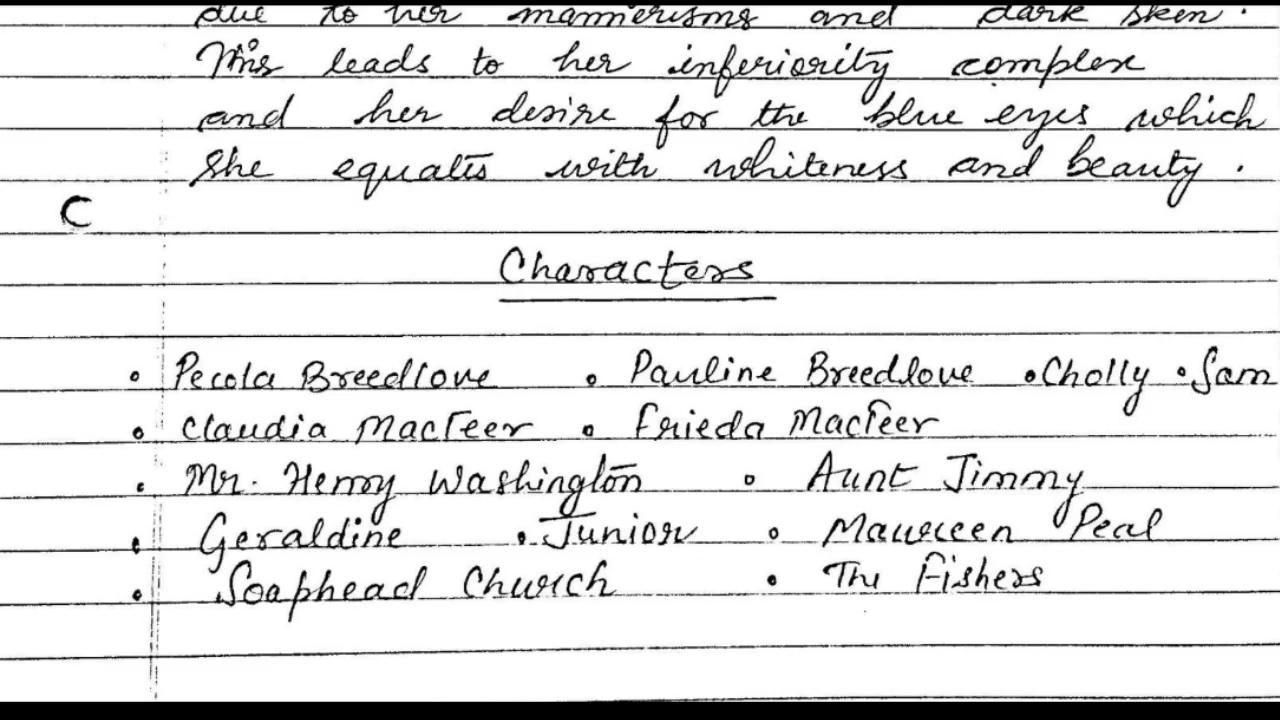 due to her mannerisms and dark skin.
This leads to her inferiority complex
and her desire for the blue eyes which
she equates with whiteness and beauty.
C
Characters
• Pecola Breedlove • Pauline Breedlove • Cholly • Sam
• Claudia MacTeer • Frieda MacTeer
• Mr. Henry Washington • Aunt Jimmy
• Geraldine • Junior • Maureen Peal
• Soaphead Church • The Fishers